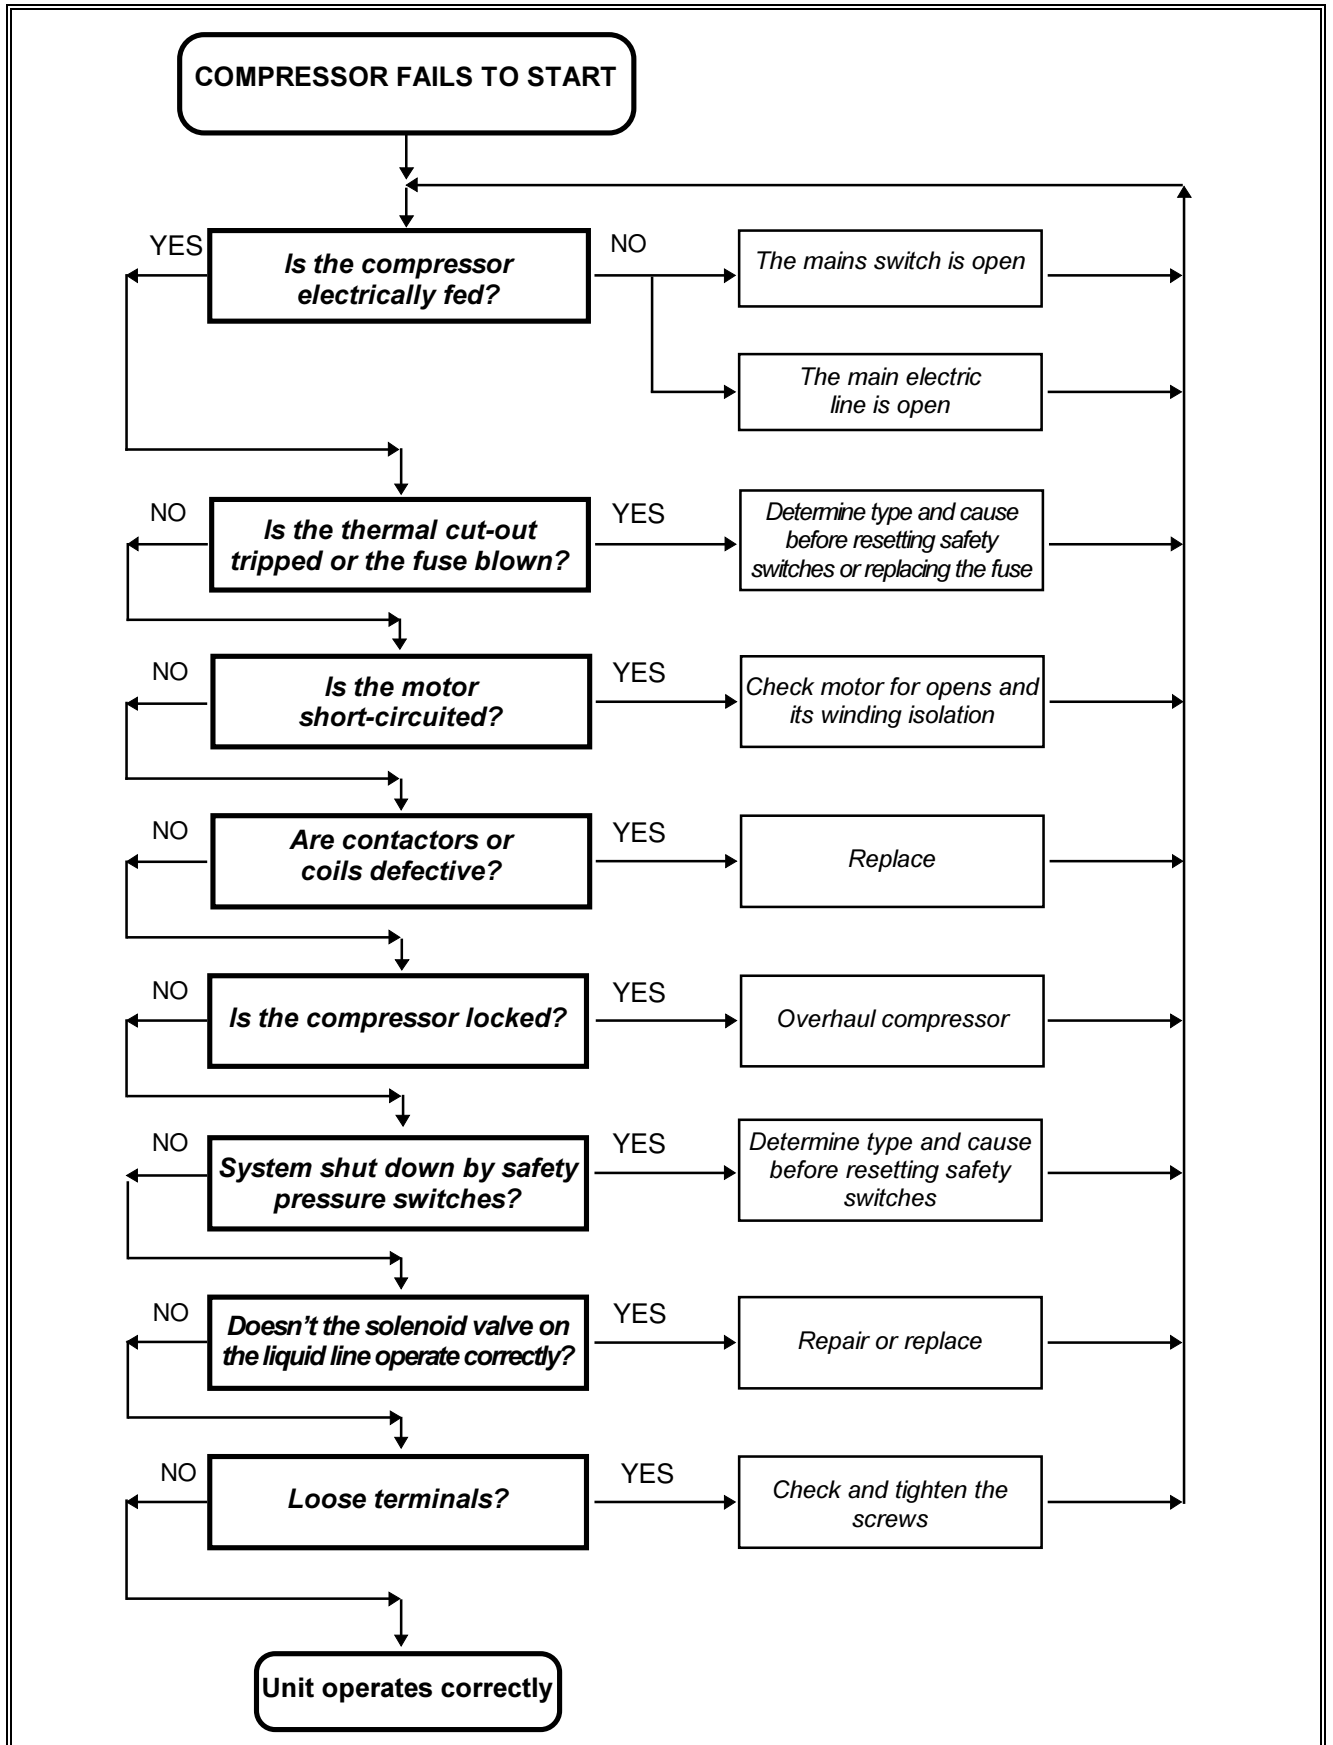 COMPRESSOR FAILS TO START
YES
Is the compressor
electrically fed?
NO
The mains switch is open
The main electric
line is open
NO
Is the thermal cut-out
tripped or the fuse blown?
YES
Determine type and cause
before resetting safety
switches or replacing the fuse
NO
Is the motor
short-circuited?
YES
Check motor for opens and
its winding isolation
NO
Are contactors or
coils defective?
YES
Replace
NO
Is the compressor locked?
YES
Overhaul compressor
NO
System shut down by safety
pressure switches?
YES
Determine type and cause
before resetting safety
switches
NO
Doesn't the solenoid valve on
the liquid line operate correctly?
YES
Repair or replace
NO
Loose terminals?
YES
Check and tighten the
screws
Unit operates correctly